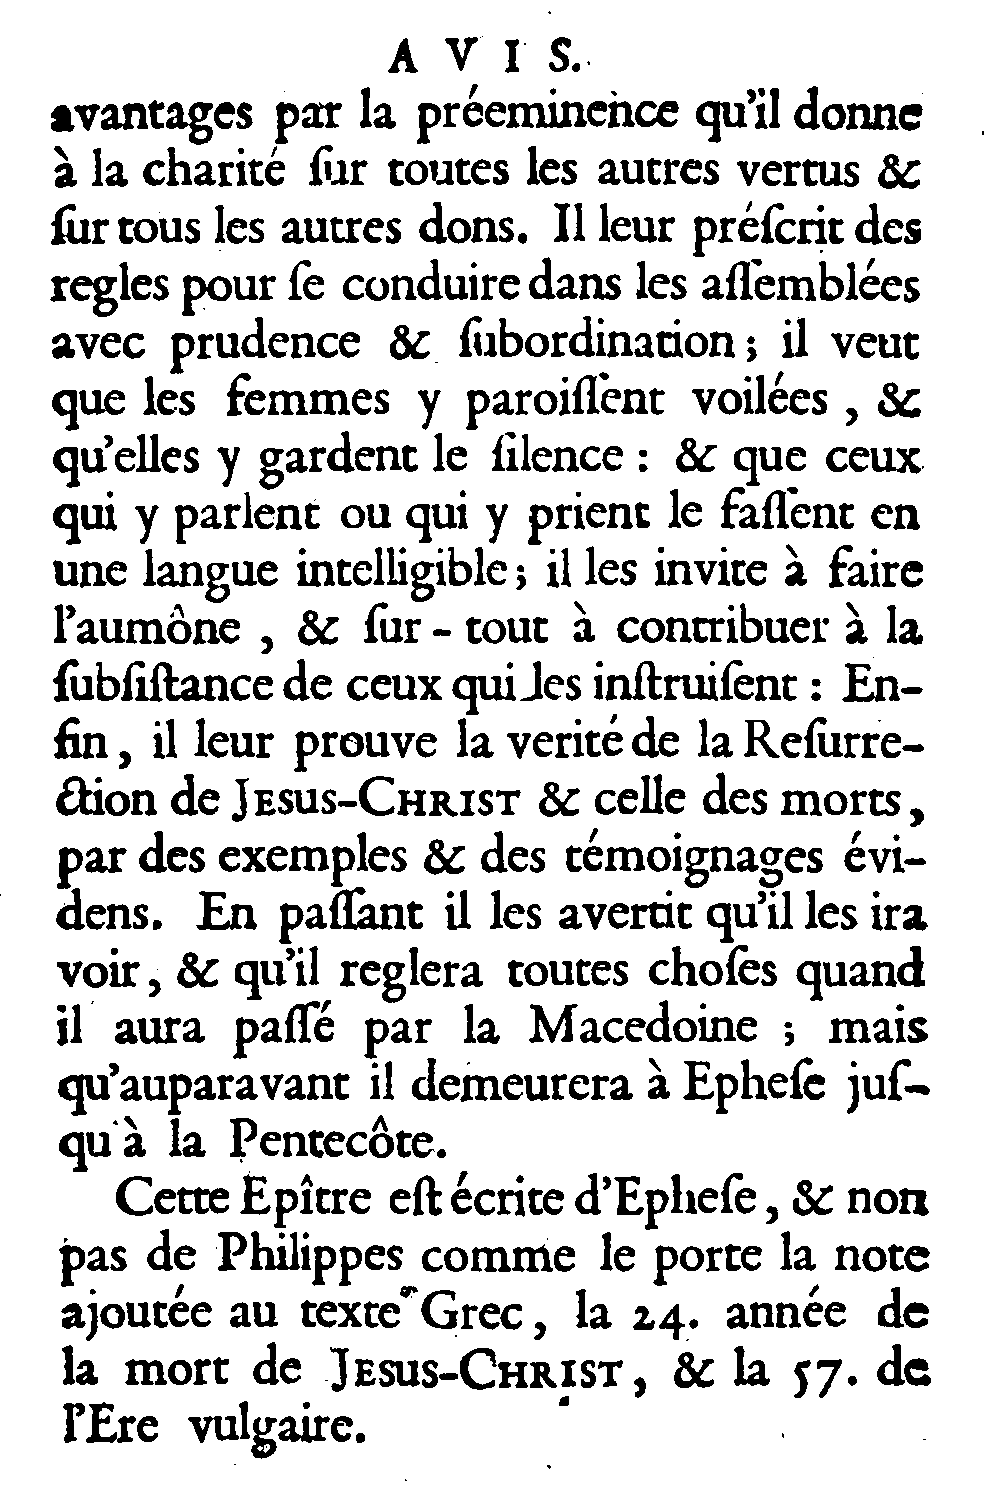 AVIS.
avantages par la préeminence qu'il donne
à la charité ſur toutes les autres vertus &
ſur tous les autres dons. Il leur préſcrit des
regles pour ſe conduire dans les aſſemblées
avec prudence & ſubordination ; il veut
que les femmes y paroiſſent voilées , &
qu'elles y gardent le ſilence : & que ceux
qui y parlent ou qui y prient le faſſent en
une langue intelligible ; il les invite à faire
l'aumône , & ſur - tout à contribuer à la
ſubſiſtance de ceux qui les inſtruiſent : En-
fin , il leur prouve la verité de la Reſurre-
ction de JESUS-CHRIST & celle des morts ,
par des exemples & des témoignages évi-
dens. En paſſant il les avertit qu'il les ira
voir , & qu'il reglera toutes choſes quand
il aura paſſé par la Macedoine ; mais
qu'auparavant il demeurera à Epheſe juſ-
qu'à la Pentecôte.
Cette Epître eſt écrite d'Epheſe , & non
pas de Philippes comme le porte la note
ajoutée au texte Grec , la 24. année de
la mort de JESUS-CHRIST , & la 57. de
l'Ere vulgaire.